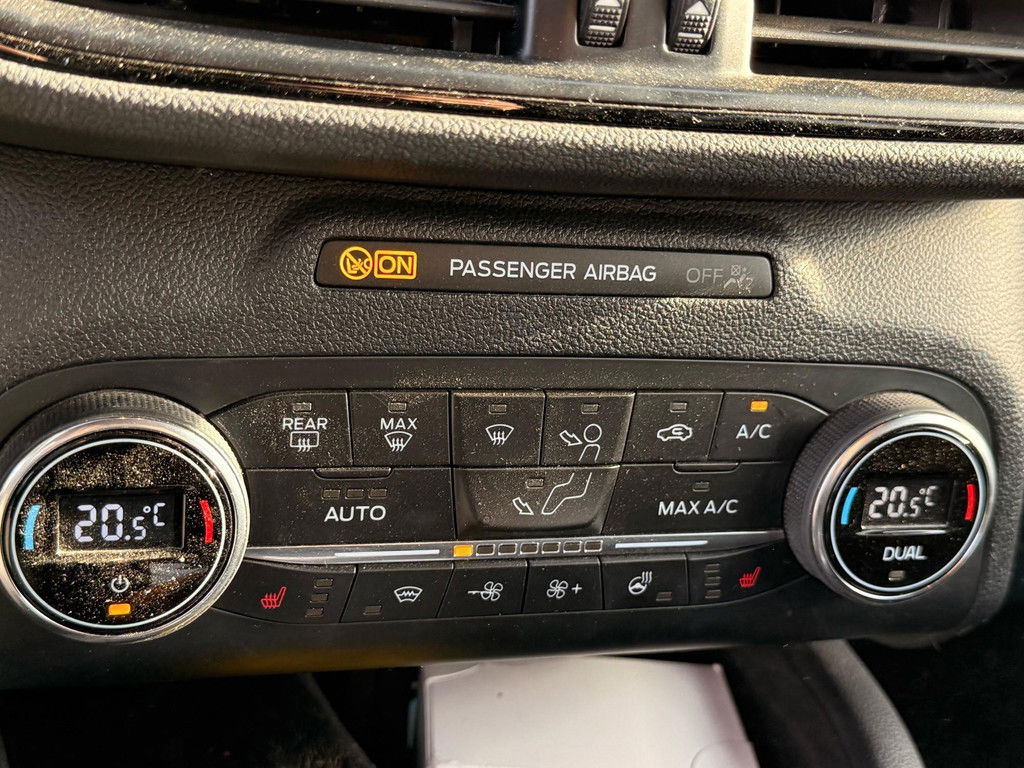 ON PASSENGER AIRBAG OFF
REAR MAX A/C
AUTO MAX A/C
20.5°C 20.5°C
DUAL